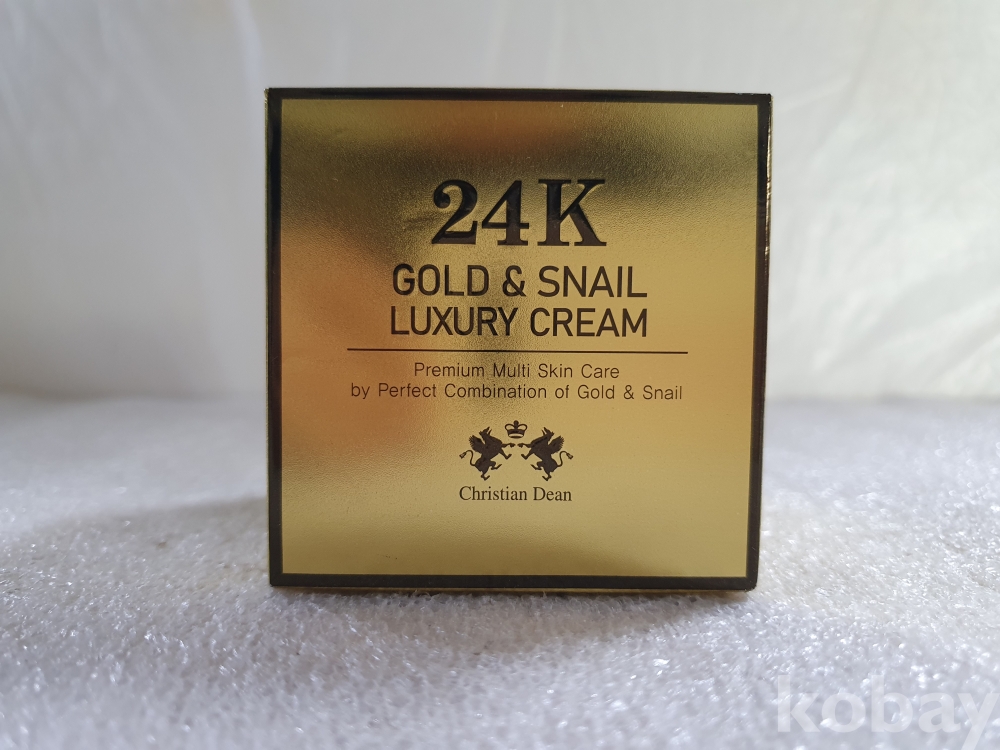 24K
GOLD & SNAIL
LUXURY CREAM
Premium Multi Skin Care
by Perfect Combination of Gold & Snail
Christian Dean
kobay